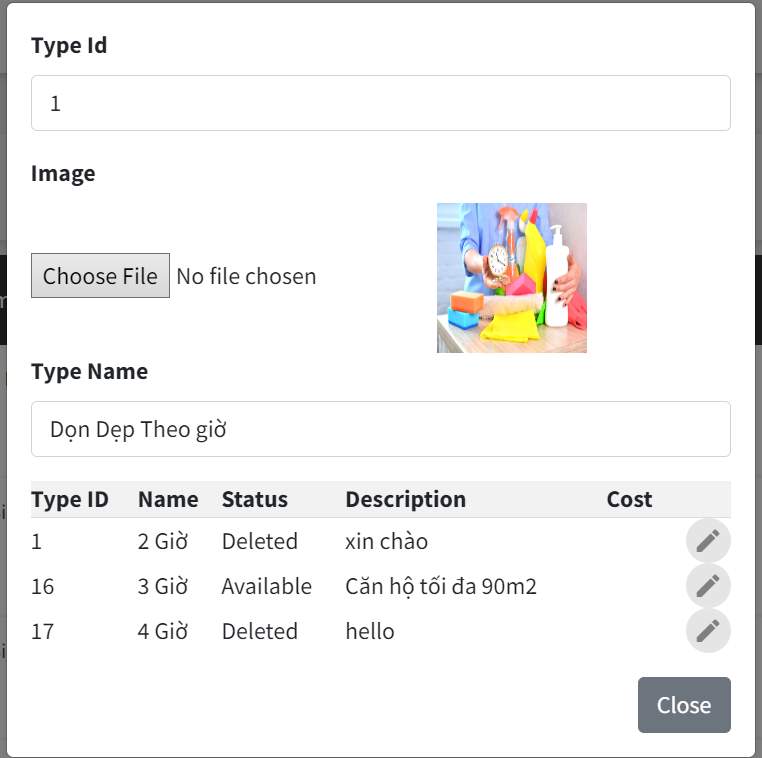 Type Id
1
Image
Choose File No file chosen
Type Name
Dọn Dẹp Theo giờ
Type ID Name Status Description Cost
1 2 Giờ Deleted xin chào
16 3 Giờ Available Căn hộ tối đa 90m2
17 4 Giờ Deleted hello
Close